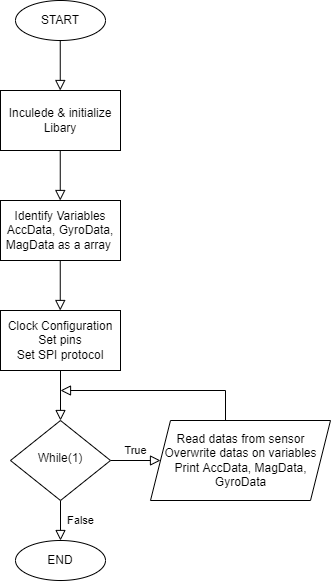 START
Inculede & initialize
Libary
Identify Variables
AccData, GyroData,
MagData as a array
Clock Configuration
Set pins
Set SPI protocol
While(1)
True
Read datas from sensor
Overwrite datas on variables
Print AccData, MagData,
GyroData
False
END